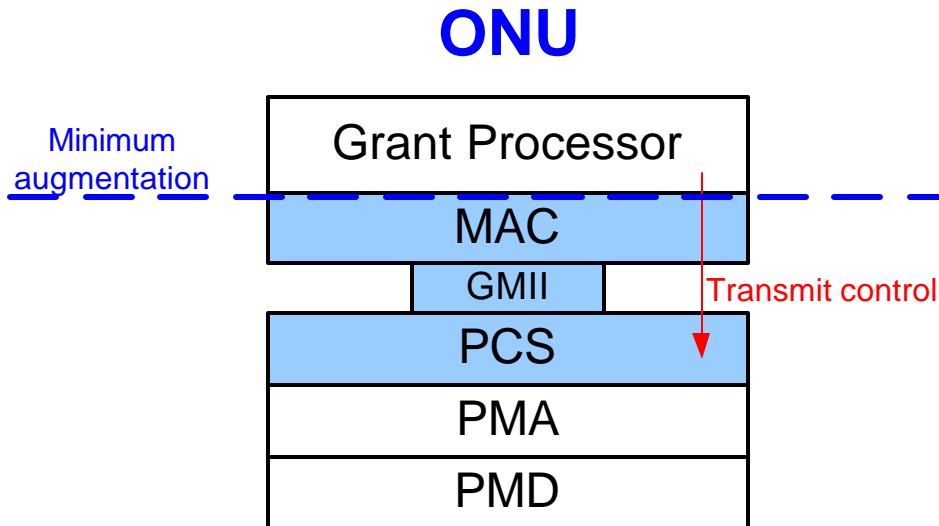 ONU
Grant Processor
Minimum
augmentation
MAC
GMII
Transmit control
PCS
PMA
PMD